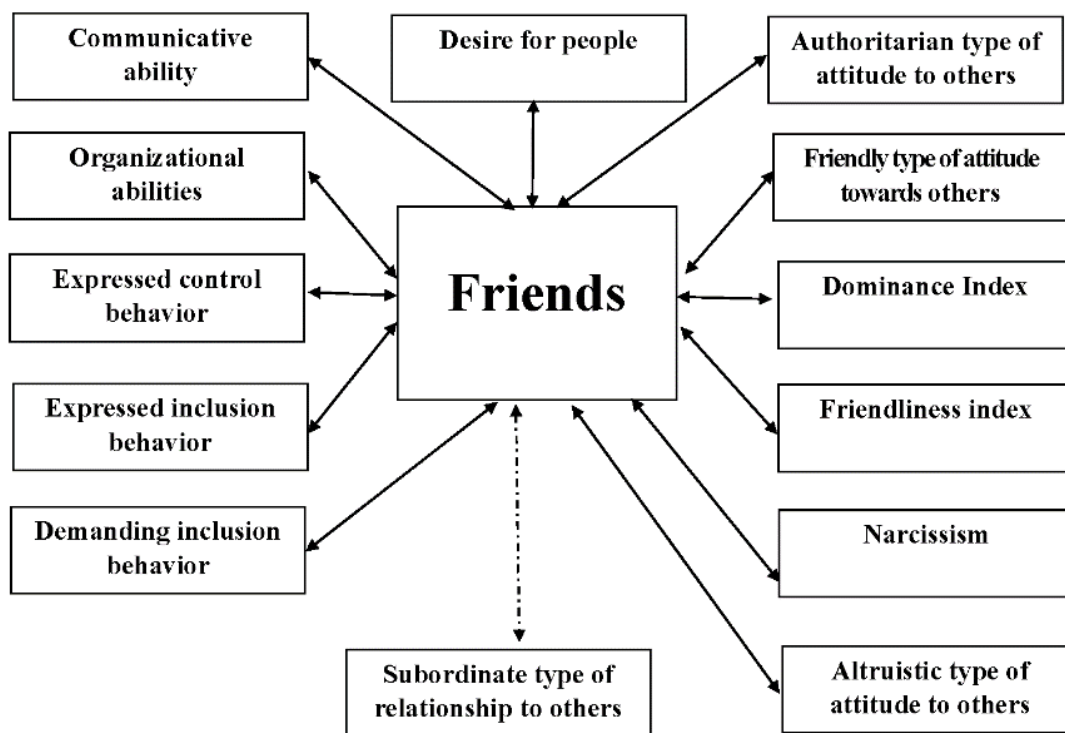 Communicative
ability
Desire for people
Authoritarian type of
attitude to others
Organizational
abilities
Friendly type of attitude
towards others
Expressed control
behavior
Friends
Dominance Index
Expressed inclusion
behavior
Friendliness index
Demanding inclusion
behavior
Narcissism
Subordinate type of
relationship to others
Altruistic type of
attitude to others